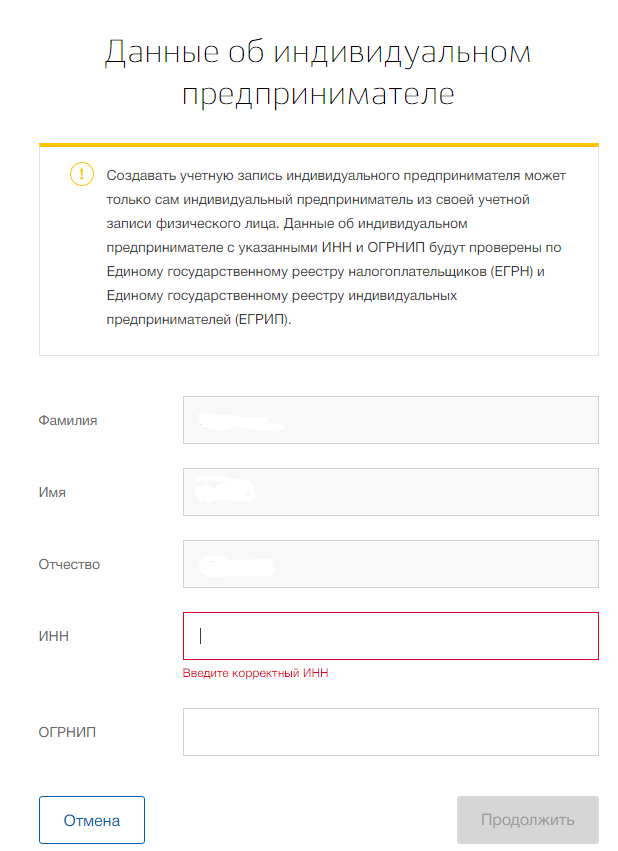 Данные об индивидуальном
предпринимателе
!
Создавать учетную запись индивидуального предпринимателя может
только сам индивидуальный предприниматель из своей учетной
записи физического лица. Данные об индивидуальном
предпринимателе с указанными ИНН и ОГРНИП будут проверены по
Единому государственному реестру налогоплательщиков (ЕГРН) и
Единому государственному реестру индивидуальных
предпринимателей (ЕГРИП).
Фамилия
Имя
Отчество
ИНН
Введите корректный ИНН
ОГРНИП
Отмена
Продолжить